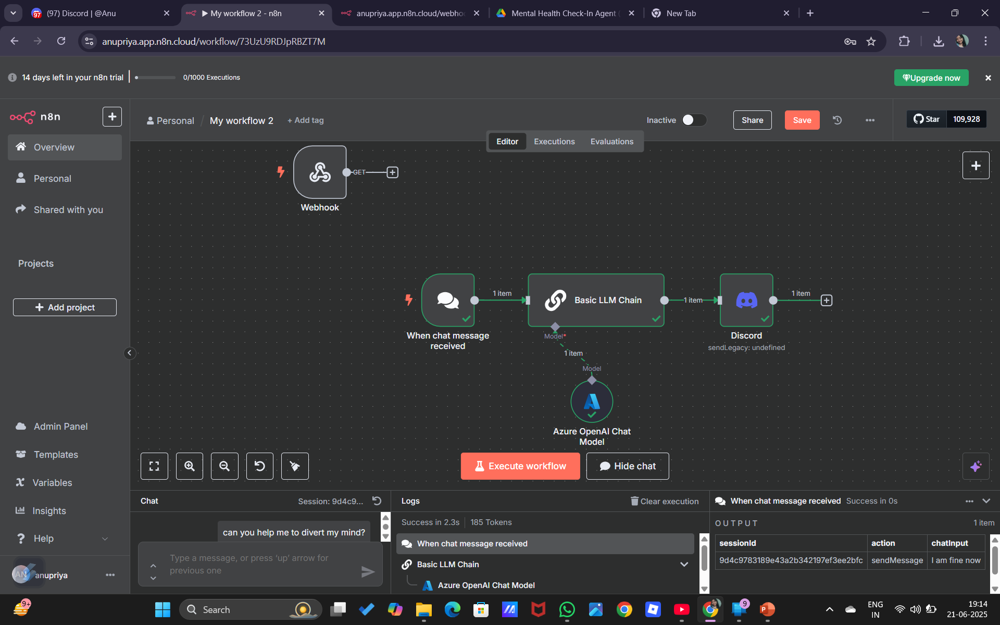 97
(97) Discord | @Anu
▶ My workflow 2 - n8n
anupriya.app.n8n.cloud/webho
Mental Health Check-In Agent (
New Tab
anupriya.app.n8n.cloud/workflow/73UzU9RDJpRBZT7M
14 days left in your n8n trial
0/1000 Executions
Upgrade now
n8n
Personal / My workflow 2
+ Add tag
Inactive
Share
Save
Star
109,928
Editor
Executions
Evaluations
Overview
Personal
Shared with you
Projects
Add project
Admin Panel
Templates
Variables
Insights
Help
AN
anupriya
GET
Webhook
1 item
Basic LLM Chain
1 item
1 item
When chat message
received
Model*
Discord
sendLegacy: undefined
1 item
Model
Azure OpenAI Chat
Model
Execute workflow
Hide chat
Chat
Session: 9d4c9...
can you help me to divert my mind?
Type a message, or press ‘up’ arrow for
previous one
Logs
Clear execution
Success in 2.3s
185 Tokens
When chat message received
Basic LLM Chain
Azure OpenAI Chat Model
When chat message received
Success in 0s
OUTPUT
1 item
sessionId
action
chatInput
9d4c9783189e43a2b342197ef3ee2bfc
sendMessage
I am fine now
9+
Search
9
P
ENG
IN
19:14
21-06-2025